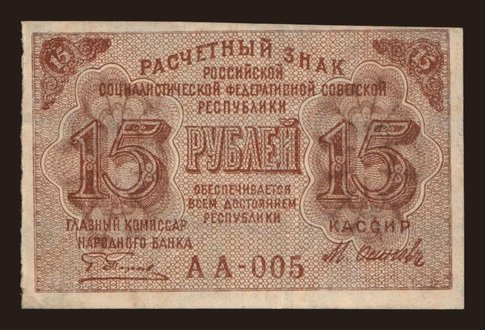 15
15
РАСЧЕТНЫЙ ЗНАК
РОССИЙСКОЙ
СОЦИАЛИСТИЧЕСКОЙ ФЕДЕРАТИВНОЙ СОВЕТСКОЙ
РЕСПУБЛИКИ
15 РУБЛЕЙ 15
ОБЕСПЕЧИВАЕТСЯ
ВСЕМ ДОСТОЯНИЕМ
РЕСПУБЛИКИ
ГЛАВНЫЙ КОМИССАР
НАРОДНОГО БАНКА
КАССИР
АА-005